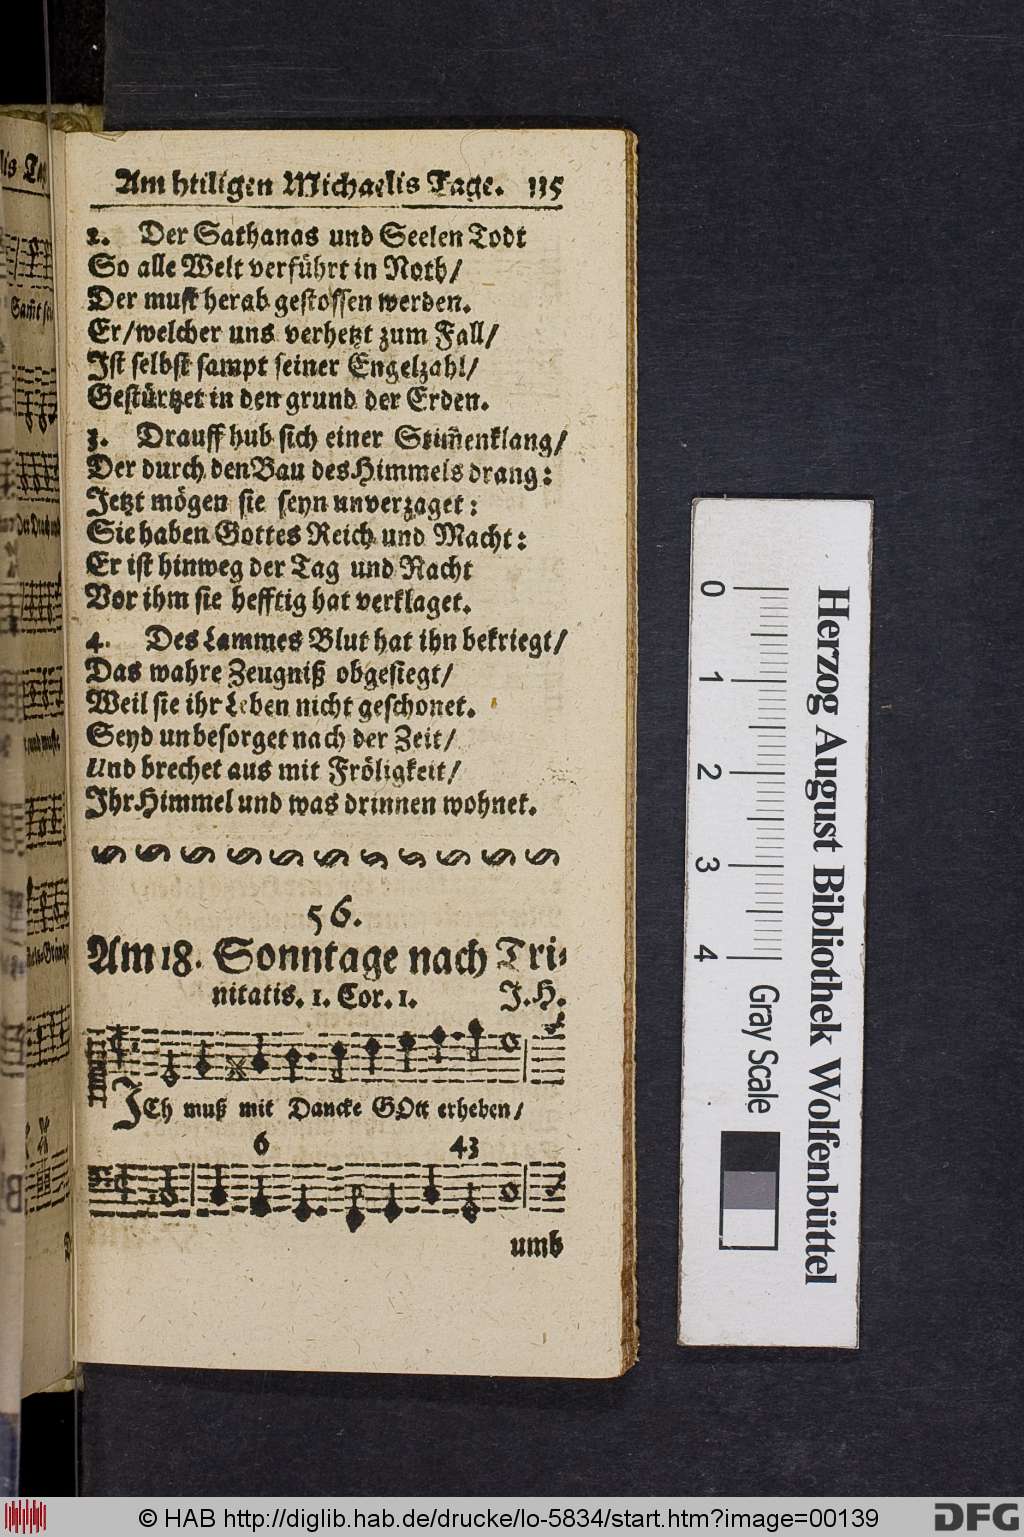 Am htiligen Michaelis Tage. 115
2. Der Sathanas und Seelen Todt
So alle Welt verführt in Noth/
Der muß herab gestossen werden.
Er/welcher uns verhetzt zum Fall/
Ist selbst sampt seiner Engelzahl/
Gestürtzet in den grund der Erden.
3. Drauff hub sich einer Stim̃enklang/
Der durch den Bau des Himmels drang:
Jetzt mögen sie seyn unverzaget:
Sie haben Gottes Reich und Macht:
Er ist hinweg der Tag und Nacht
Vor ihm sie hefftig hat verklaget.
4. Des Lammes Blut hat ihn bekriegt/
Das wahre Zeugniß obgesiegt/
Weil sie ihr Leben nicht geschonet.
Seyd unbesorget nach der Zeit/
Und brechet aus mit Fröligkeit/
Ihr Himmel und was drinnen wohnet.
56.
Am 18. Sonntage nach Tri-
nitatis. 1. Cor. 1. J. H.
ICh muß mit Dancke GOtt erheben/
6 43
umb
Herzog August Bibliothek Wolfenbüttel
0 1 2 3 4
Gray Scale
© HAB http://diglib.hab.de/drucke/lo-5834/start.htm?image=00139
DFG